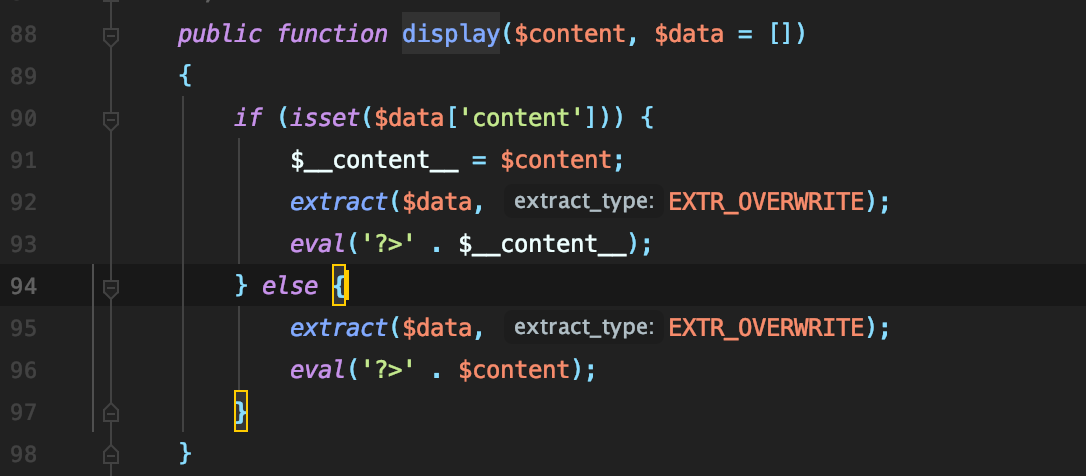 88 public function display($content, $data = [])
89 {
90 if (isset($data['content'])) {
91 $__content__ = $content;
92 extract($data, extract_type: EXTR_OVERWRITE);
93 eval('?>' . $__content__);
94 } else {
95 extract($data, extract_type: EXTR_OVERWRITE);
96 eval('?>' . $content);
97 }
98 }